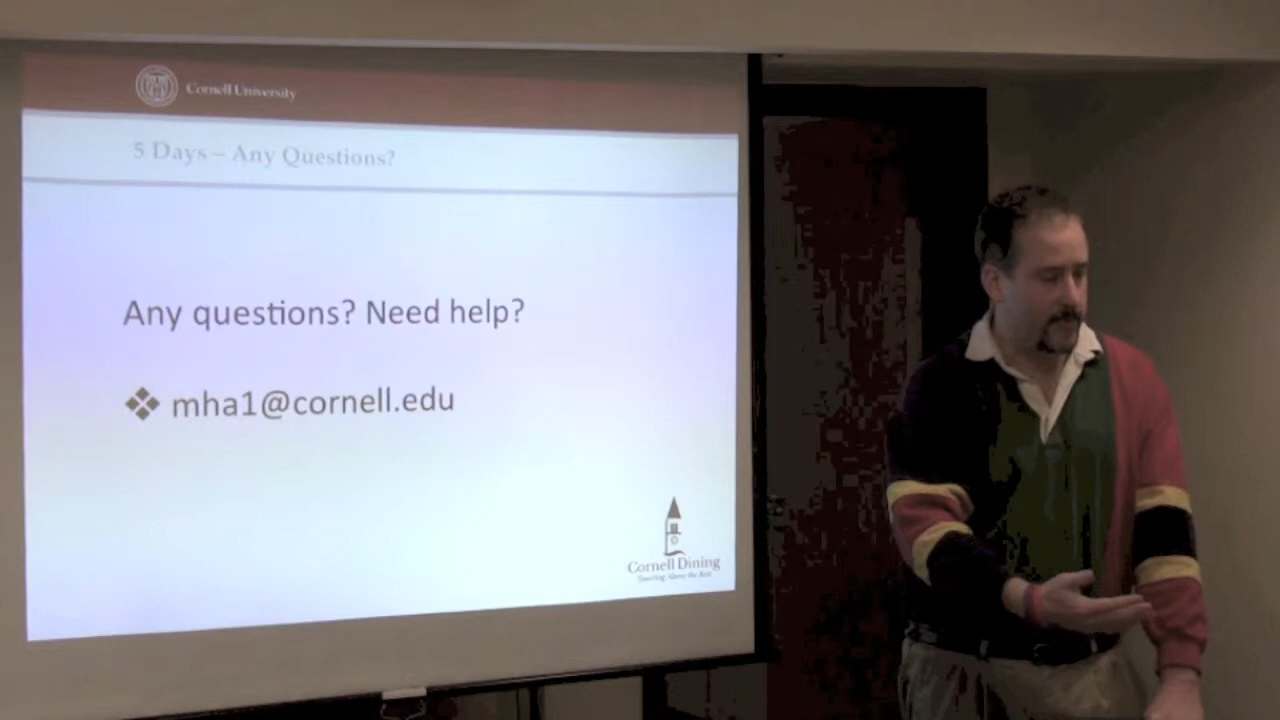 Cornell University
5 Days – Any Questions?
Any questions? Need help?
❖ mha1@cornell.edu
Cornell Dining